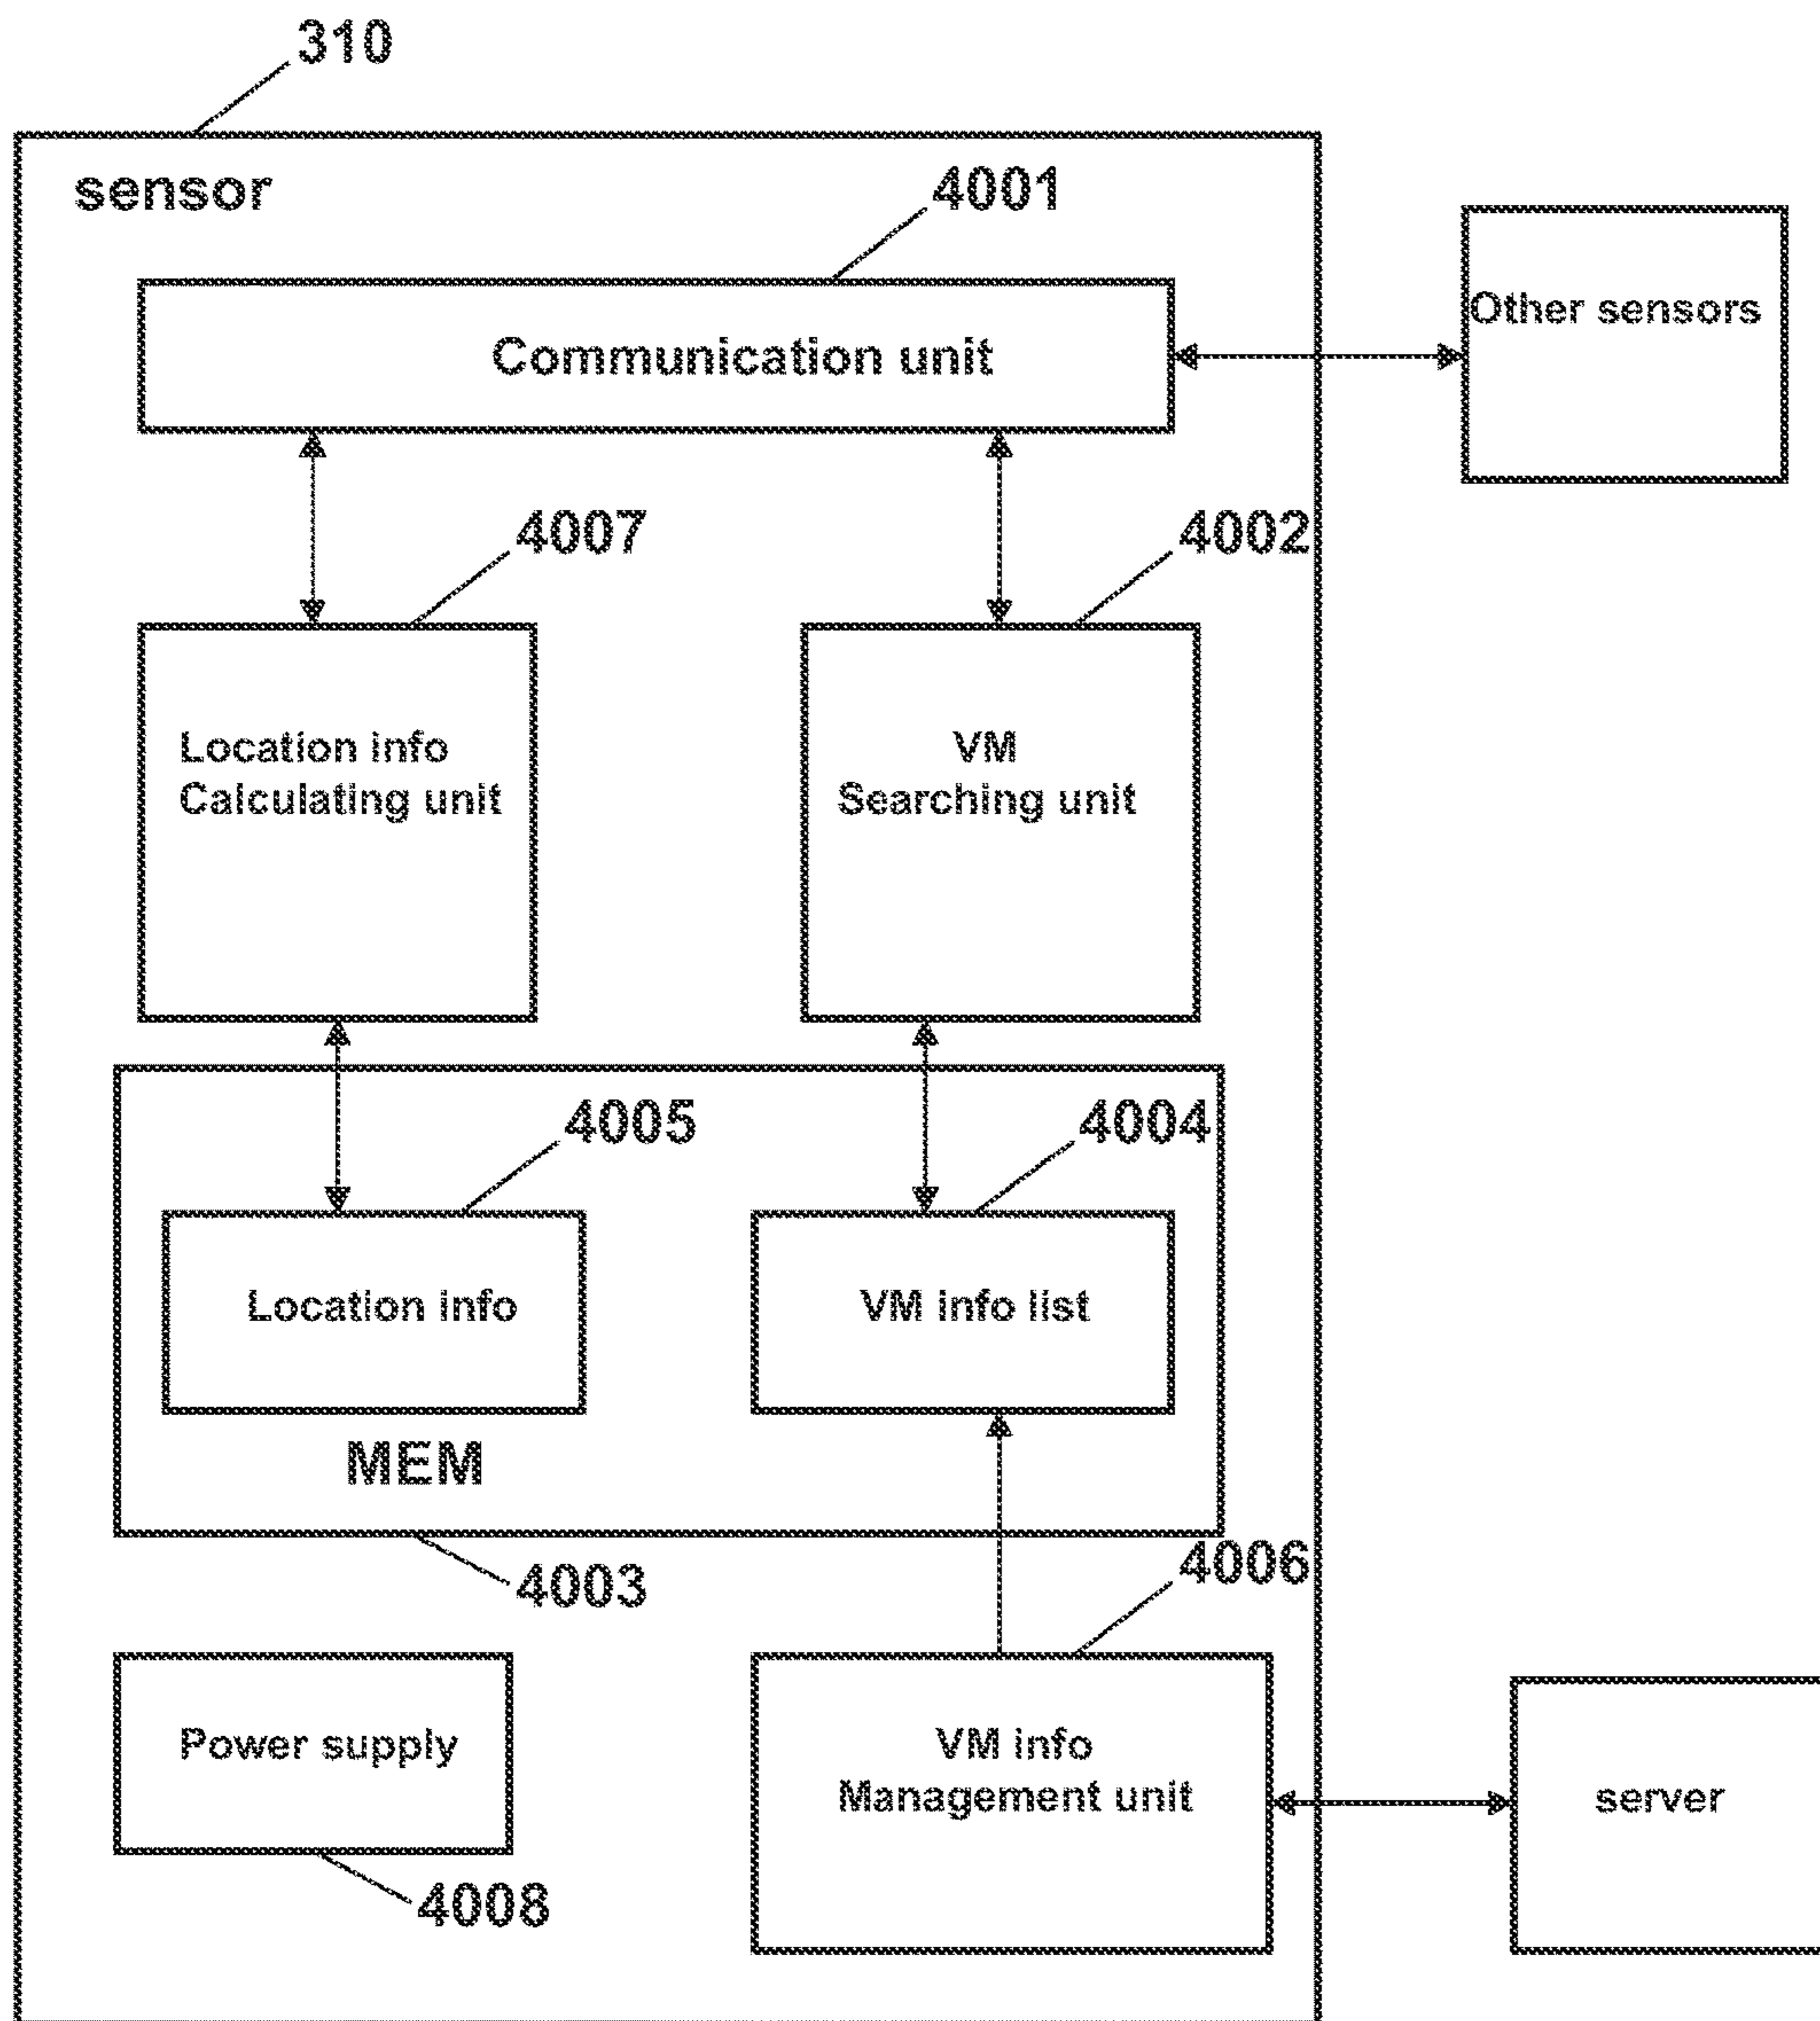 310
sensor
4001
Communication unit
Other sensors
4007
4002
Location info
Calculating unit
VM
Searching unit
4005
4004
Location info
VM info list
MEM
4003
4006
Power supply
VM info
Management unit
server
4008